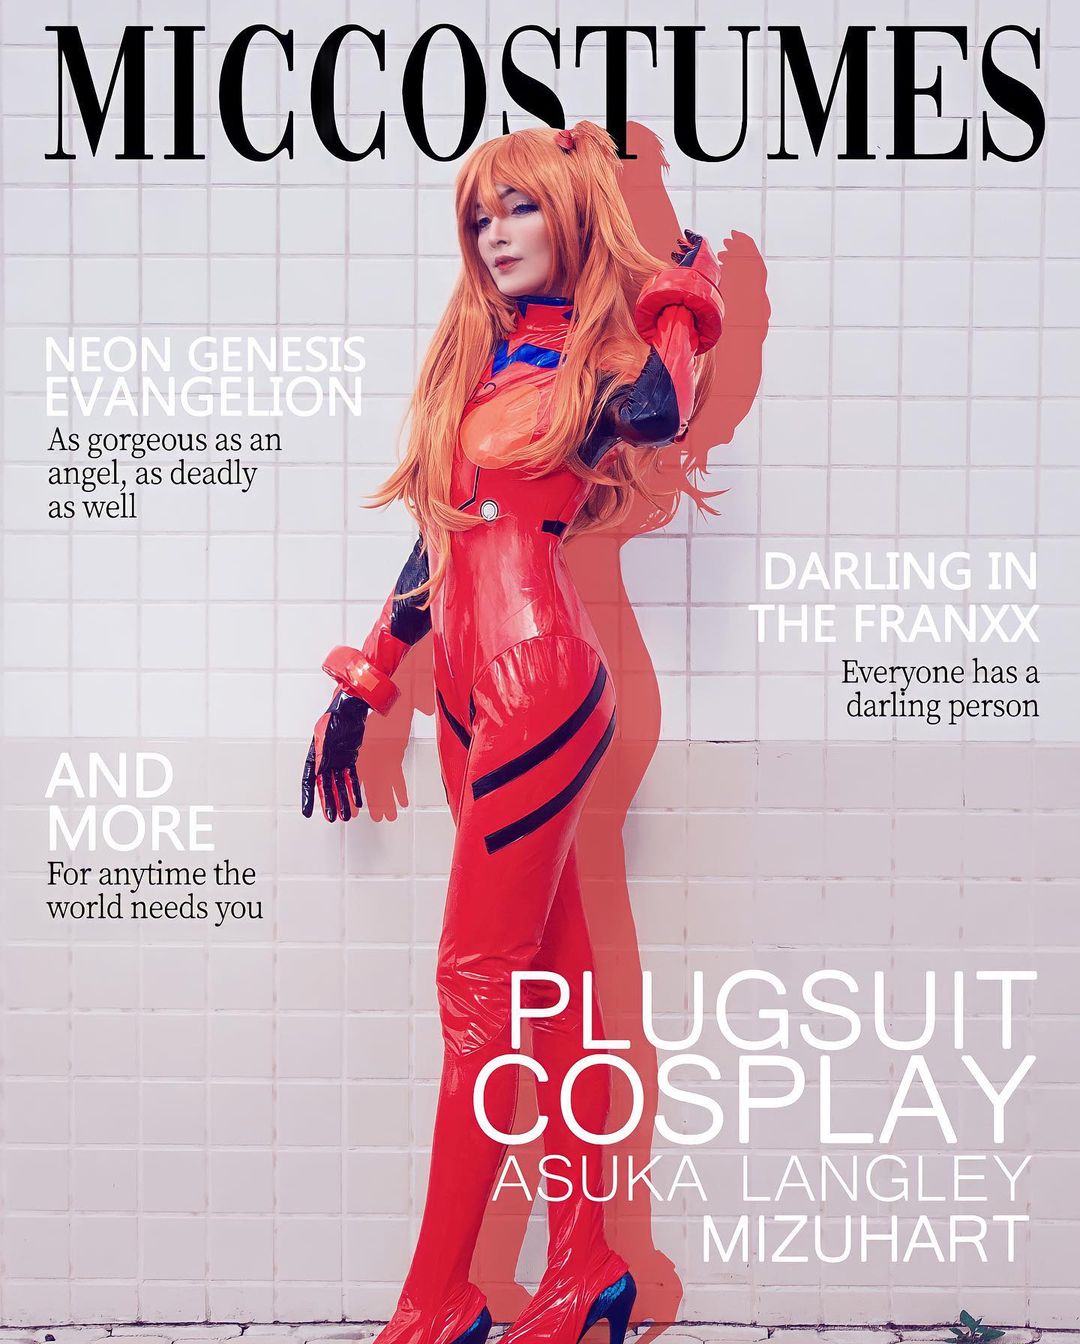 MICCOSTUMES
NEON GENESIS
EVANGELION
As gorgeous as an
angel, as deadly
as well
DARLING IN
THE FRANXX
Everyone has a
darling person
AND
MORE
For anytime the
world needs you
PLUGSUIT
COSPLAY
ASUKA LANGLEY
MIZUHART